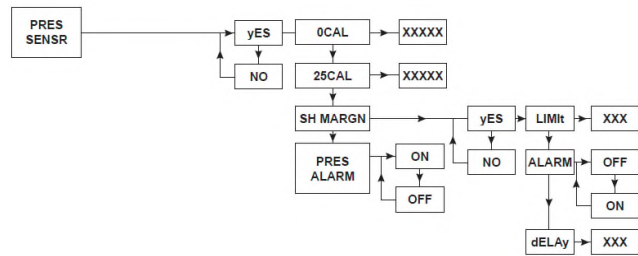 PRES
SENSR
yES
0CAL
XXXXX
NO
25CAL
XXXXX
SH MARGN
yES
LIMIt
XXX
PRES
ALARM
ON
OFF
NO
ALARM
OFF
ON
dELAy
XXX